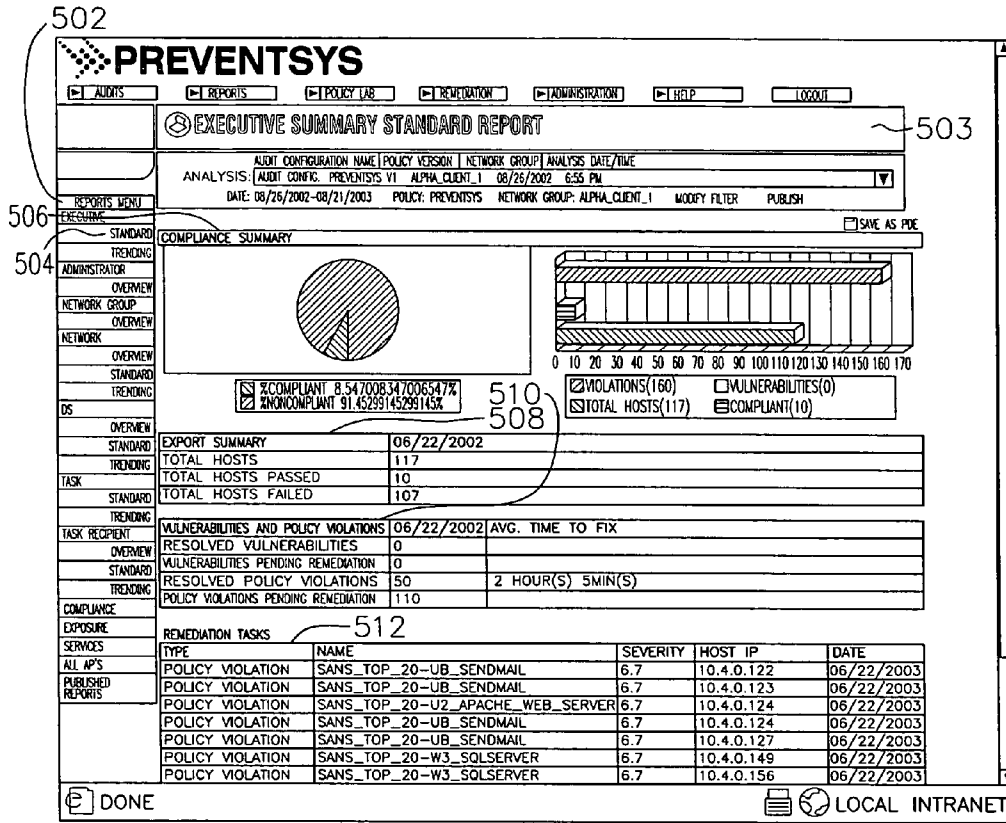 502
PREVENTSYS
AUDITS REPORTS POLICY LAB REMEDIATION ADMINISTRATION HELP LOGOUT
EXECUTIVE SUMMARY STANDARD REPORT
503
AUDIT CONFIGURATION NAME POLICY VERSION NETWORK GROUP ANALYSIS DATE/TIME
ANALYSIS: AUDIT CONFIG. PREVENTSYS V1 ALPHA_CLIENT_1 08/26/2002 6:55 PM
DATE: 08/26/2002-08/21/2003 POLICY: PREVENTSYS NETWORK GROUP: ALPHA_CLIENT_1 MODIFY FILTER PUBLISH
506
504
REPORTS MENU
EXECUTIVE
STANDARD
TRENDING
ADMINISTRATOR
OVERVIEW
NETWORK GROUP
OVERVIEW
NETWORK
OVERVIEW
STANDARD
TRENDING
DS
OVERVIEW
STANDARD
TRENDING
TASK
STANDARD
TRENDING
TASK RECIPIENT
OVERVIEW
STANDARD
TRENDING
COMPLIANCE
EXPOSURE
SERVICES
ALL AP'S
PUBLISHED
REPORTS
SAVE AS PDE
COMPLIANCE SUMMARY
0 10 20 30 40 50 60 70 80 90 100 110 120 130 140 150 160 170
%COMPLIANT 8.547008347006547%
%NONCOMPLIANT 91.45299145299145%
VIOLATIONS(160) VULNERABILITIES(0)
TOTAL HOSTS(117) COMPLIANT(10)
510
508
EXPORT SUMMARY 06/22/2002
TOTAL HOSTS 117
TOTAL HOSTS PASSED 10
TOTAL HOSTS FAILED 107
VULNERABILITIES AND POLICY VIOLATIONS 06/22/2002 AVG. TIME TO FIX
RESOLVED VULNERABILITIES 0
VULNERABILITIES PENDING REMEDIATION 0
RESOLVED POLICY VIOLATIONS 50 2 HOUR(S) 5MIN(S)
POLICY VIOLATIONS PENDING REMEDIATION 110
512
REMEDIATION TASKS
TYPE NAME SEVERITY HOST IP DATE
POLICY VIOLATION SANS_TOP_20-UB_SENDMAIL 6.7 10.4.0.122 06/22/2003
POLICY VIOLATION SANS_TOP_20-UB_SENDMAIL 6.7 10.4.0.123 06/22/2003
POLICY VIOLATION SANS_TOP_20-U2_APACHE_WEB_SERVER 6.7 10.4.0.124 06/22/2003
POLICY VIOLATION SANS_TOP_20-UB_SENDMAIL 6.7 10.4.0.124 06/22/2003
POLICY VIOLATION SANS_TOP_20-UB_SENDMAIL 6.7 10.4.0.127 06/22/2003
POLICY VIOLATION SANS_TOP_20-W3_SQLSERVER 6.7 10.4.0.149 06/22/2003
POLICY VIOLATION SANS_TOP_20-W3_SQLSERVER 6.7 10.4.0.156 06/22/2003
DONE
LOCAL INTRANET